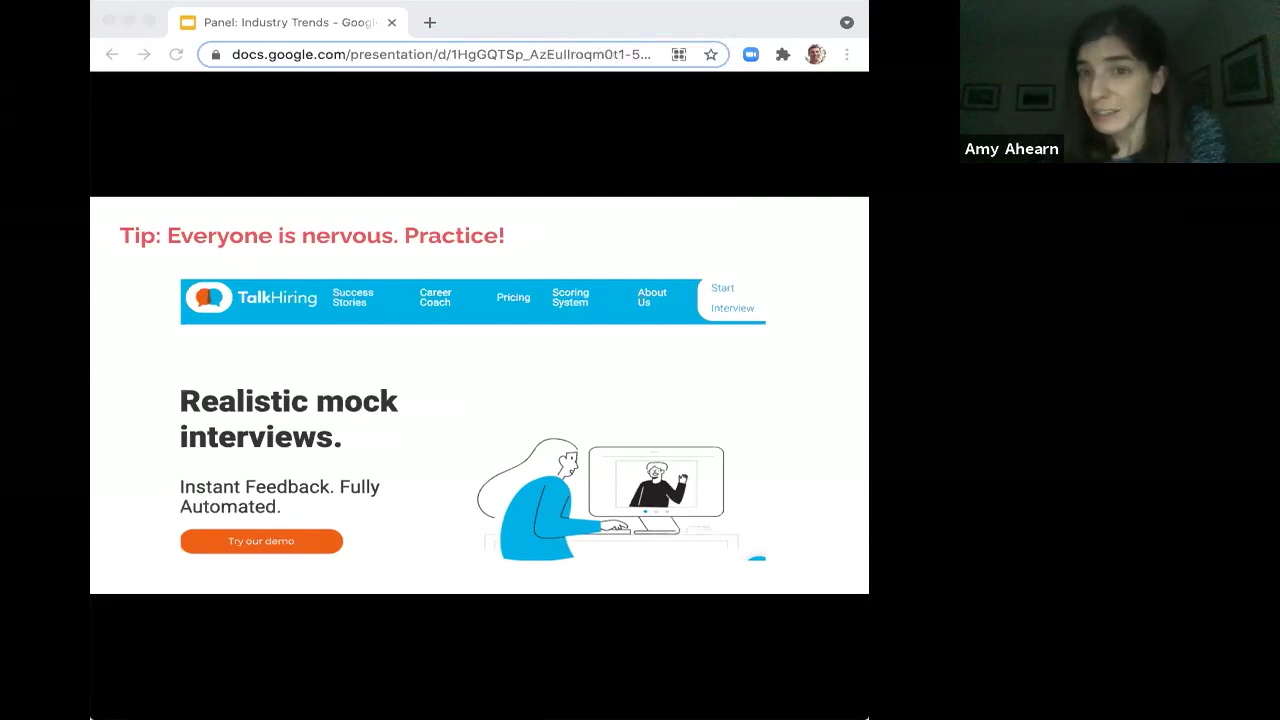 Panel: Industry Trends - Googl
docs.google.com/presentation/d/1HgGQTSp_AzEuIlroqm0t1-5...
Amy Ahearn
Tip: Everyone is nervous. Practice!
TalkHiring
Success
Stories
Career
Coach
Pricing
Scoring
System
About
Us
Start
Interview
Realistic mock
interviews.
Instant Feedback. Fully
Automated.
Try our demo